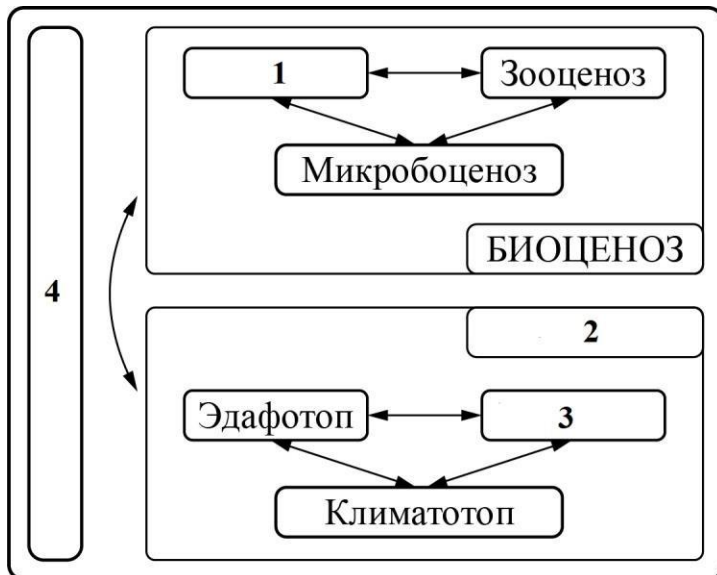 1
Зооценоз
Микробоценоз
БИОЦЕНОЗ
4
2
Эдафотоп
3
Климатотоп